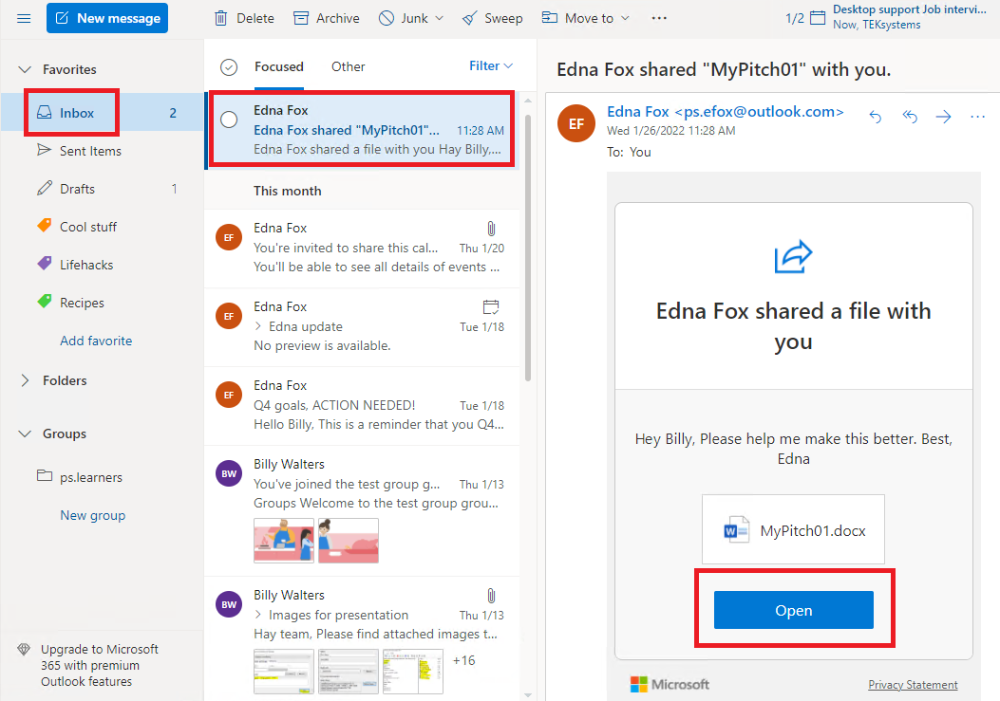 New message
Delete
Archive
Junk
Sweep
Move to
1/2
Desktop support Job intervi...
Now, TEKsystems
Favorites
Inbox
2
Sent Items
Drafts
1
Cool stuff
Lifehacks
Recipes
Add favorite
Folders
Groups
ps.learners
New group
Upgrade to Microsoft
365 with premium
Outlook features
Focused
Other
Filter
Edna Fox
Edna Fox shared "MyPitch01"...
11:28 AM
Edna Fox shared a file with you Hay Billy,...
This month
EF
Edna Fox
You're invited to share this cal...
Thu 1/20
You'll be able to see all details of events ...
EF
Edna Fox
Edna update
Tue 1/18
No preview is available.
EF
Edna Fox
Q4 goals, ACTION NEEDED!
Tue 1/18
Hello Billy, This is a reminder that you Q4...
BW
Billy Walters
You've joined the test group g...
Thu 1/13
Groups Welcome to the test group grou...
BW
Billy Walters
Images for presentation
Thu 1/13
Hay team, Please find attached images t...
+16
Edna Fox shared "MyPitch01" with you.
EF
Edna Fox <ps.efox@outlook.com>
Wed 1/26/2022 11:28 AM
To: You
Edna Fox shared a file with
you
Hey Billy, Please help me make this better. Best,
Edna
MyPitch01.docx
Open
Microsoft
Privacy Statement